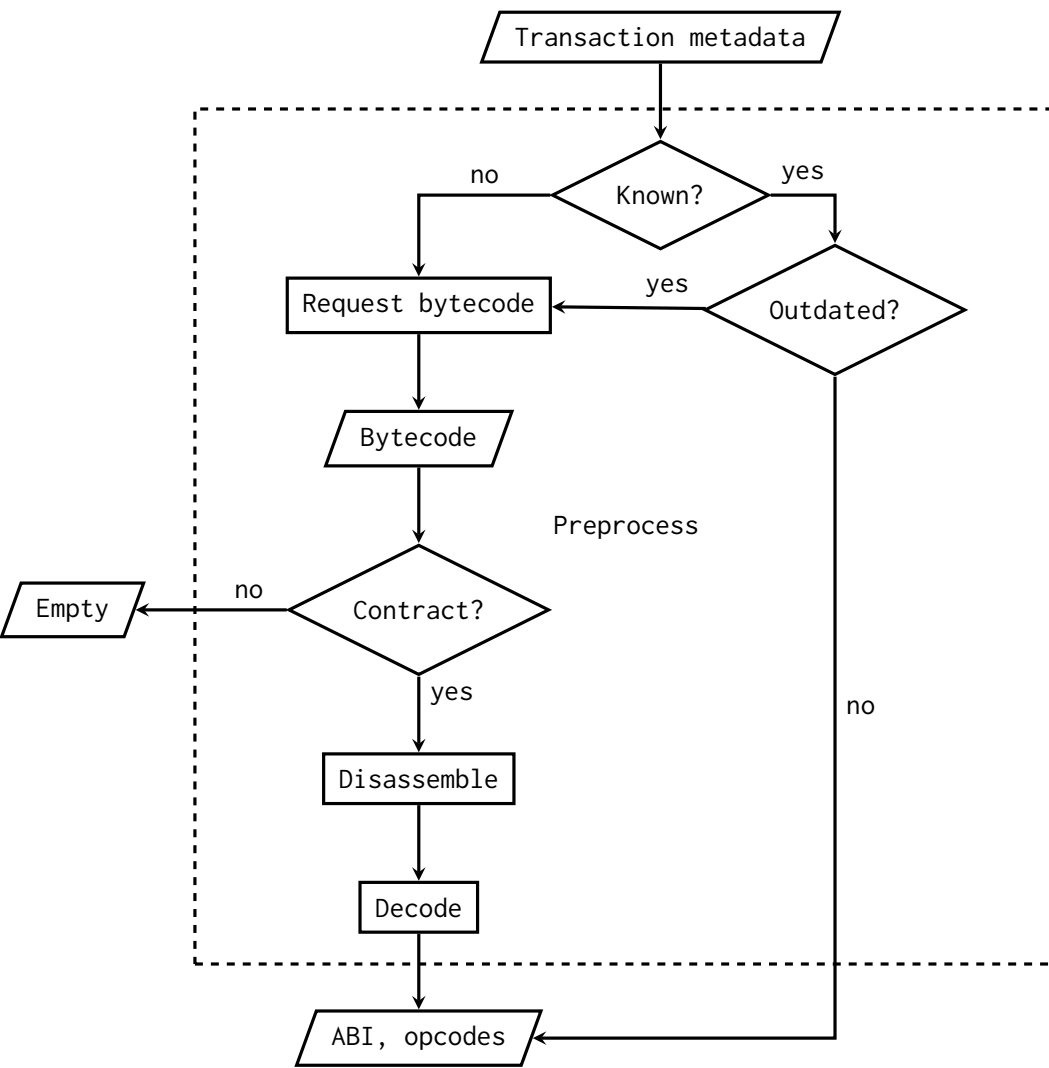 Transaction metadata
no
Known?
yes
Request bytecode
yes
Outdated?
Bytecode
Preprocess
Empty
no
Contract?
yes
no
Disassemble
Decode
ABI, opcodes